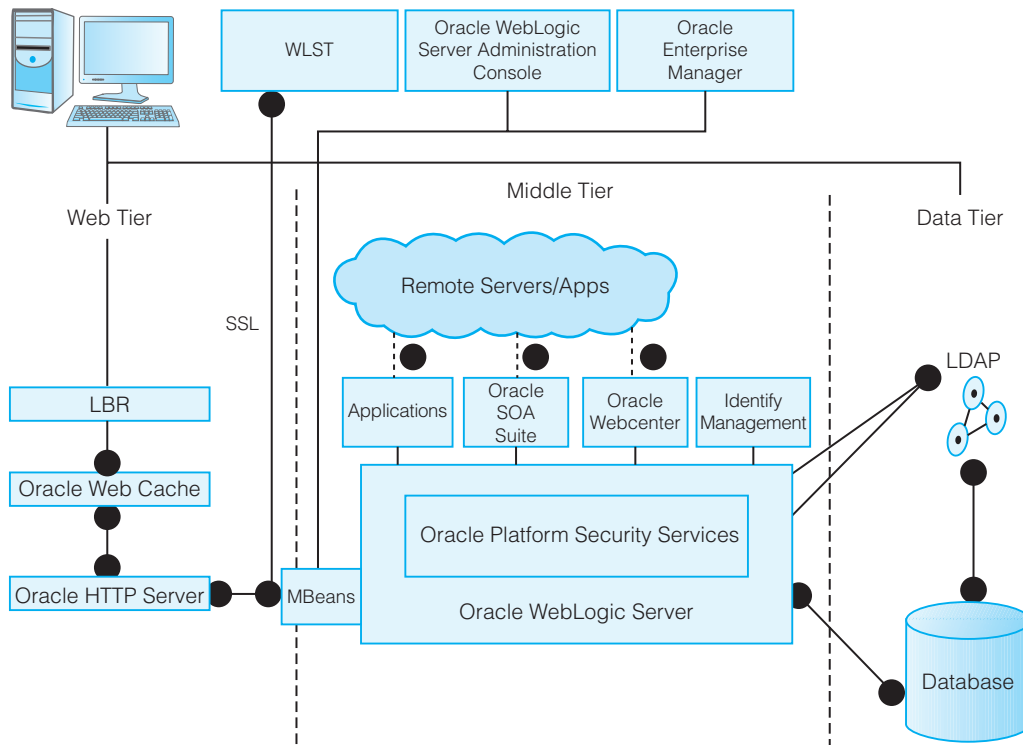 WLST
Oracle WebLogic
Server Administration
Console
Oracle
Enterprise
Manager
Middle Tier
Web Tier
Data Tier
Remote Servers/Apps
SSL
LDAP
LBR
Applications
Oracle
SOA
Suite
Oracle
Webcenter
Identify
Management
Oracle Web Cache
Oracle Platform Security Services
Oracle HTTP Server
MBeans
Oracle WebLogic Server
Database